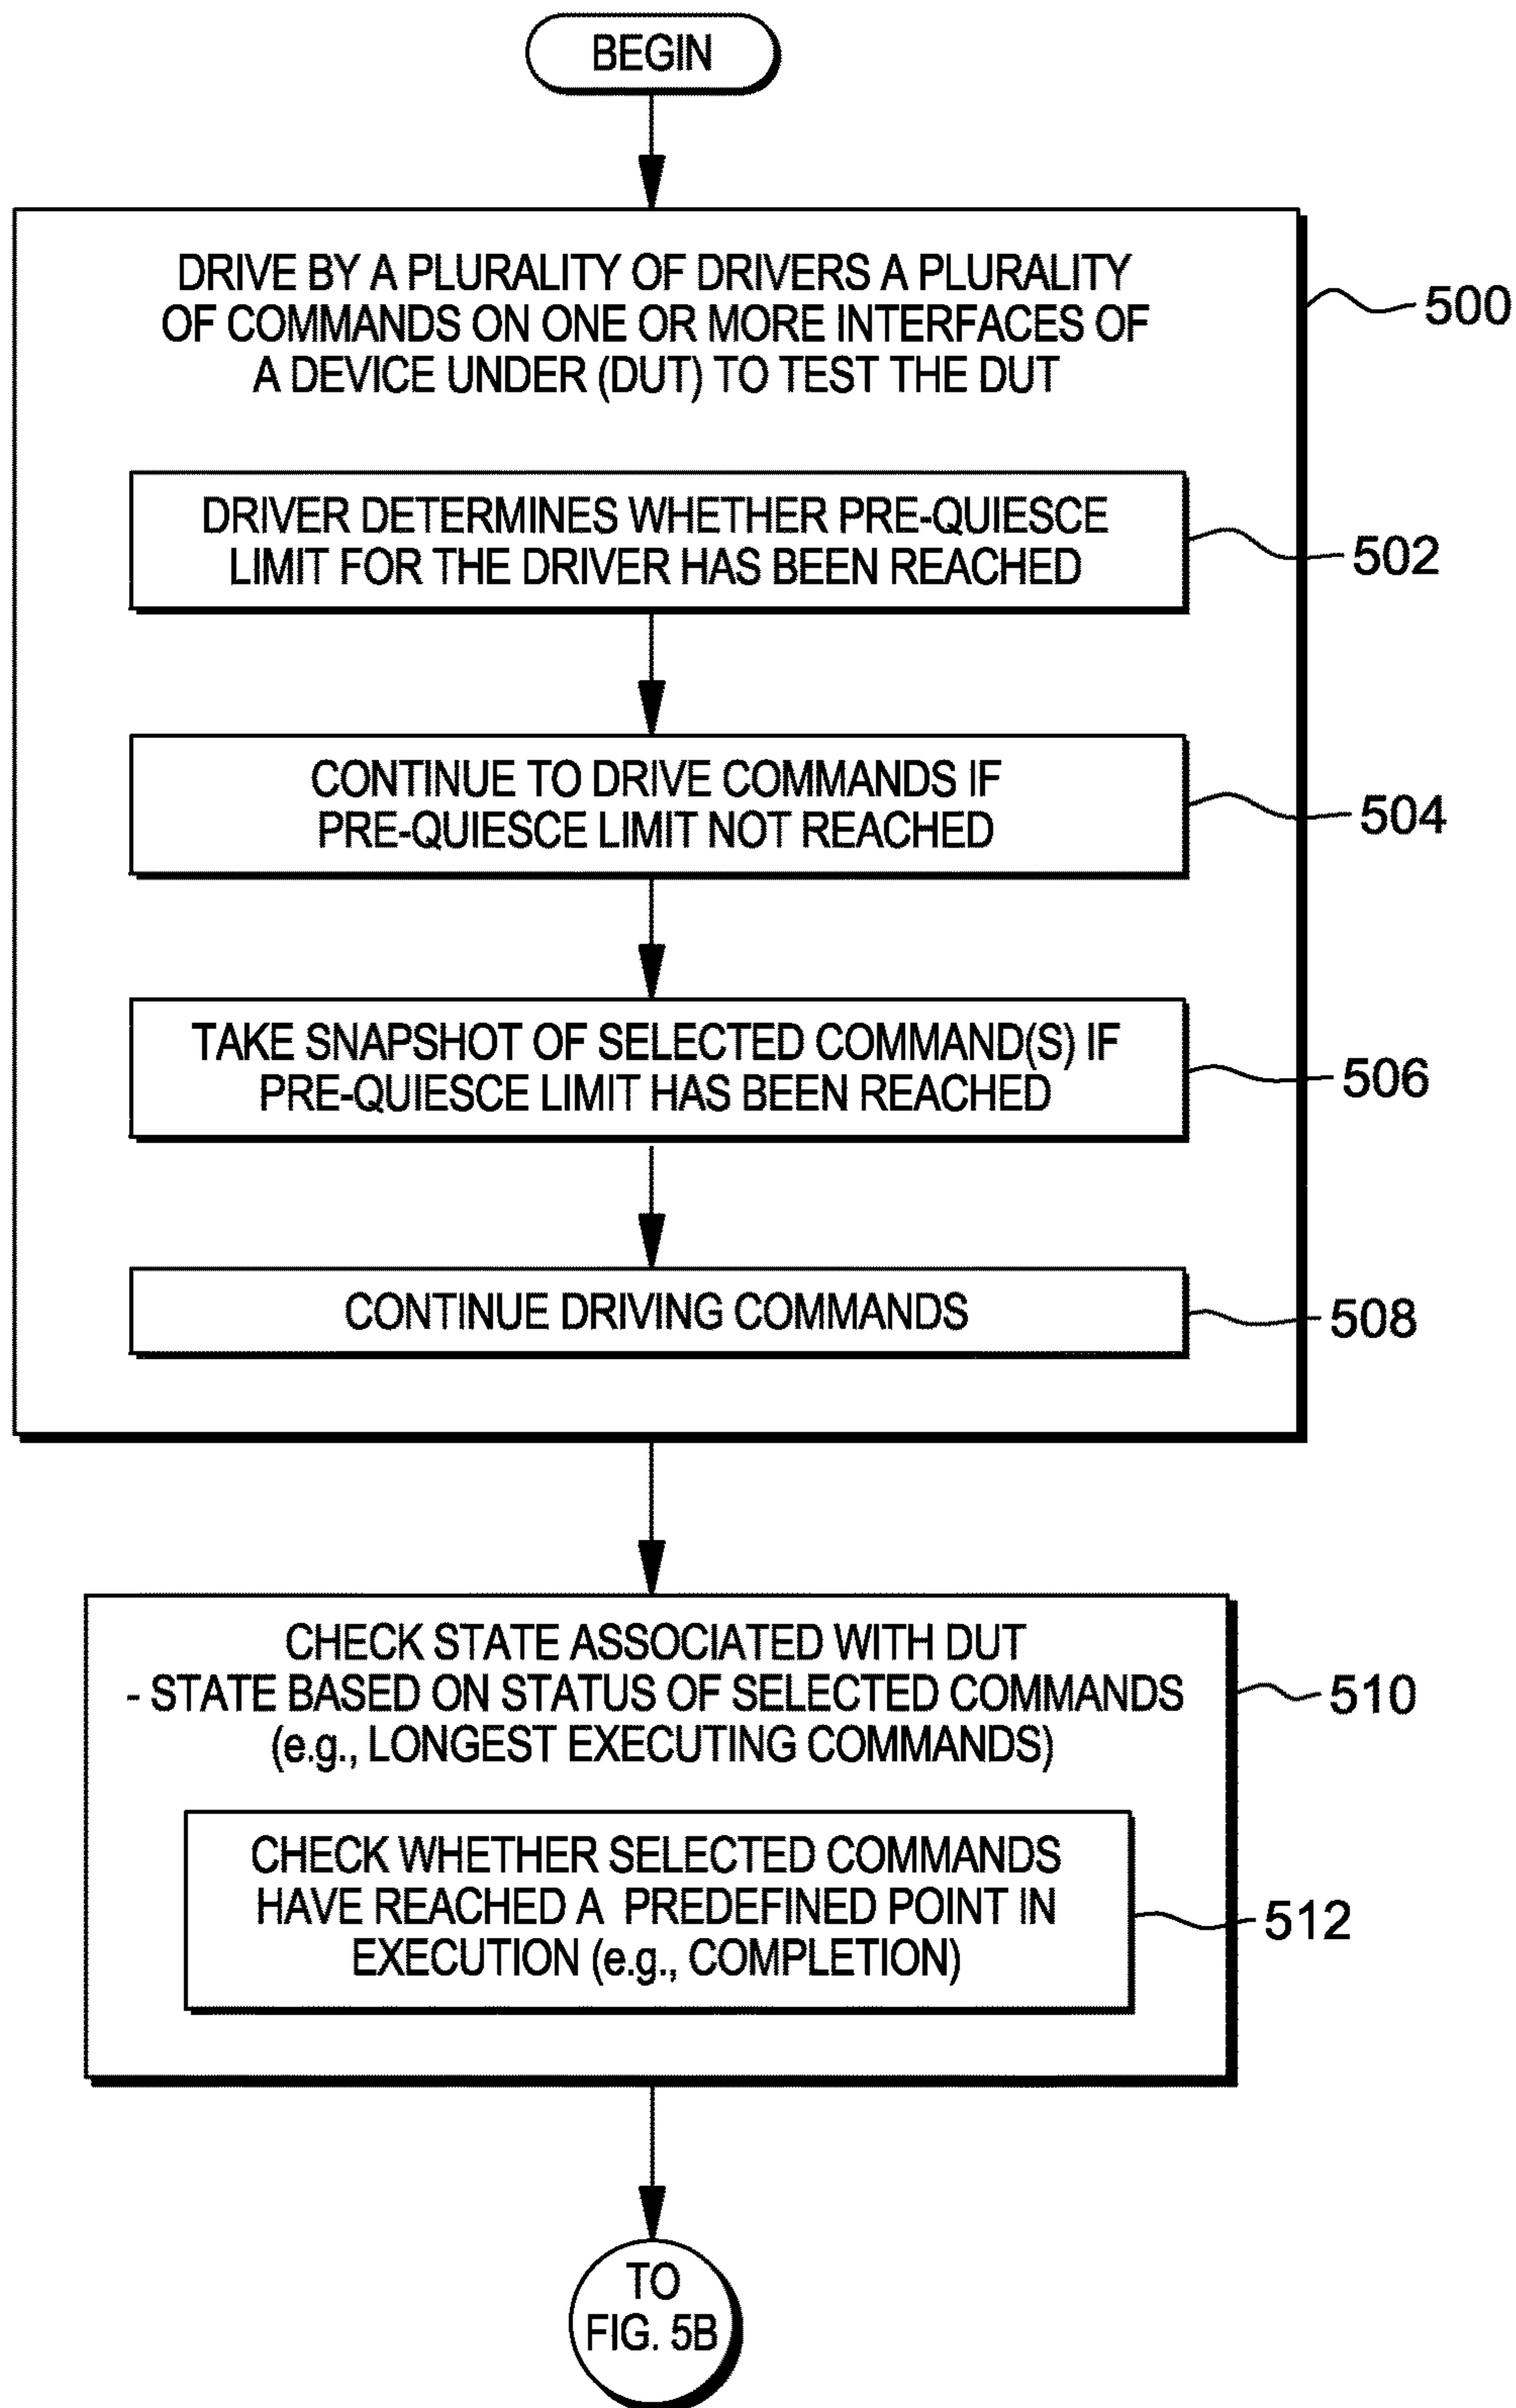 BEGIN
DRIVE BY A PLURALITY OF DRIVERS A PLURALITY
OF COMMANDS ON ONE OR MORE INTERFACES OF
A DEVICE UNDER (DUT) TO TEST THE DUT
500
DRIVER DETERMINES WHETHER PRE-QUIESCE
LIMIT FOR THE DRIVER HAS BEEN REACHED
502
CONTINUE TO DRIVE COMMANDS IF
PRE-QUIESCE LIMIT NOT REACHED
504
TAKE SNAPSHOT OF SELECTED COMMAND(S) IF
PRE-QUIESCE LIMIT HAS BEEN REACHED
506
CONTINUE DRIVING COMMANDS
508
CHECK STATE ASSOCIATED WITH DUT
- STATE BASED ON STATUS OF SELECTED COMMANDS
(e.g., LONGEST EXECUTING COMMANDS)
510
CHECK WHETHER SELECTED COMMANDS
HAVE REACHED A PREDEFINED POINT IN
EXECUTION (e.g., COMPLETION)
512
TO
FIG. 5B